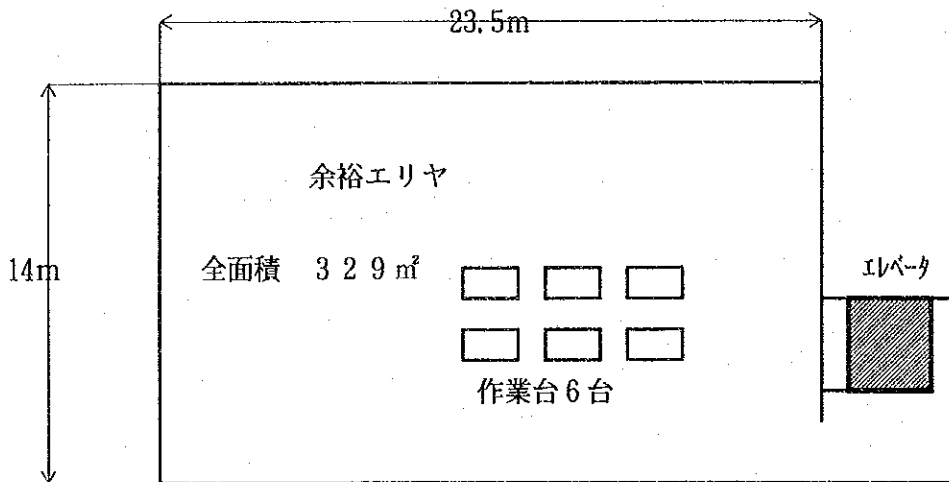 23.5m
余裕エリヤ
14m
全面積　３２９㎡
エレベータ
作業台６台